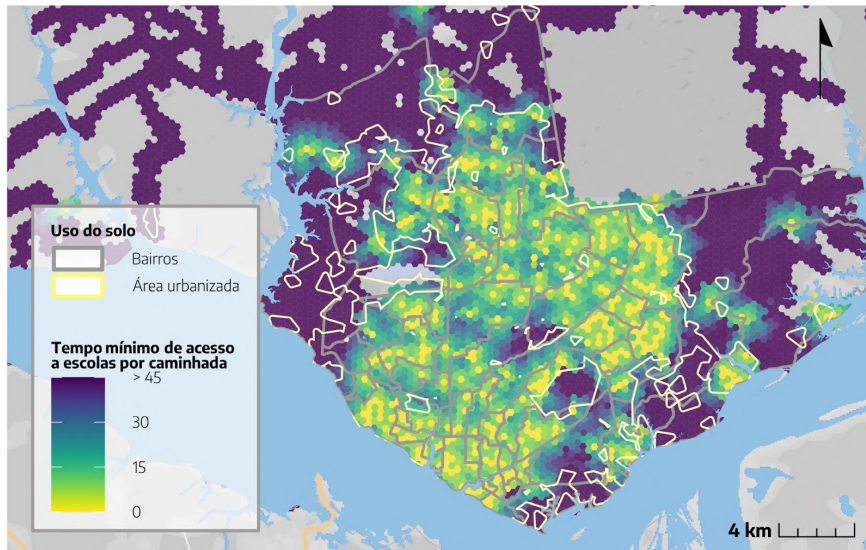 Uso do solo
Bairros
Área urbanizada
Tempo mínimo de acesso
a escolas por caminhada
> 45
30
15
0
4 km